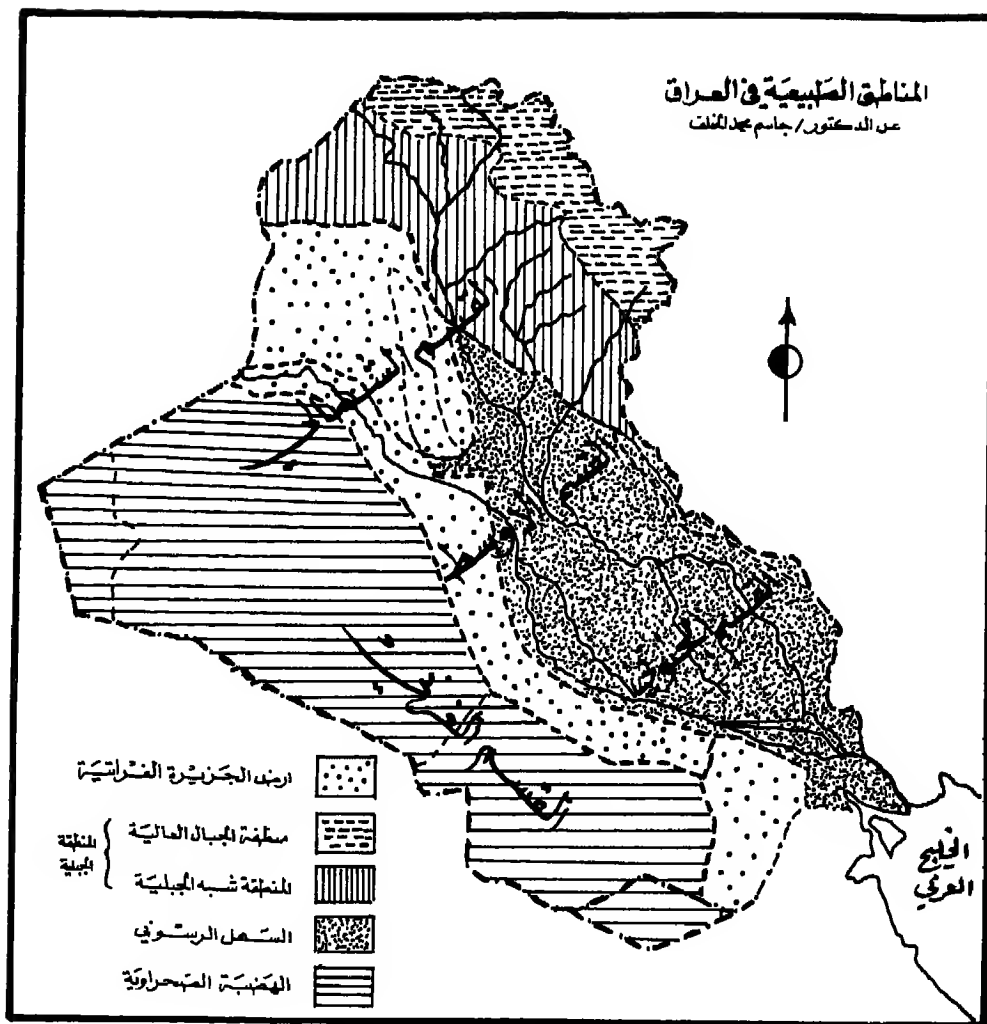 المناطق الطبيعية في العراق
عن الدكتور / جاسم محمد الخلف
ارض الجزيرة الفراتية
منطقة الجبال العالية
المنطقة شبه الجبلية
المنطقة
الجبلية
السهل الرسوبي
الهضبة الصحراوية
الخليج
العربي